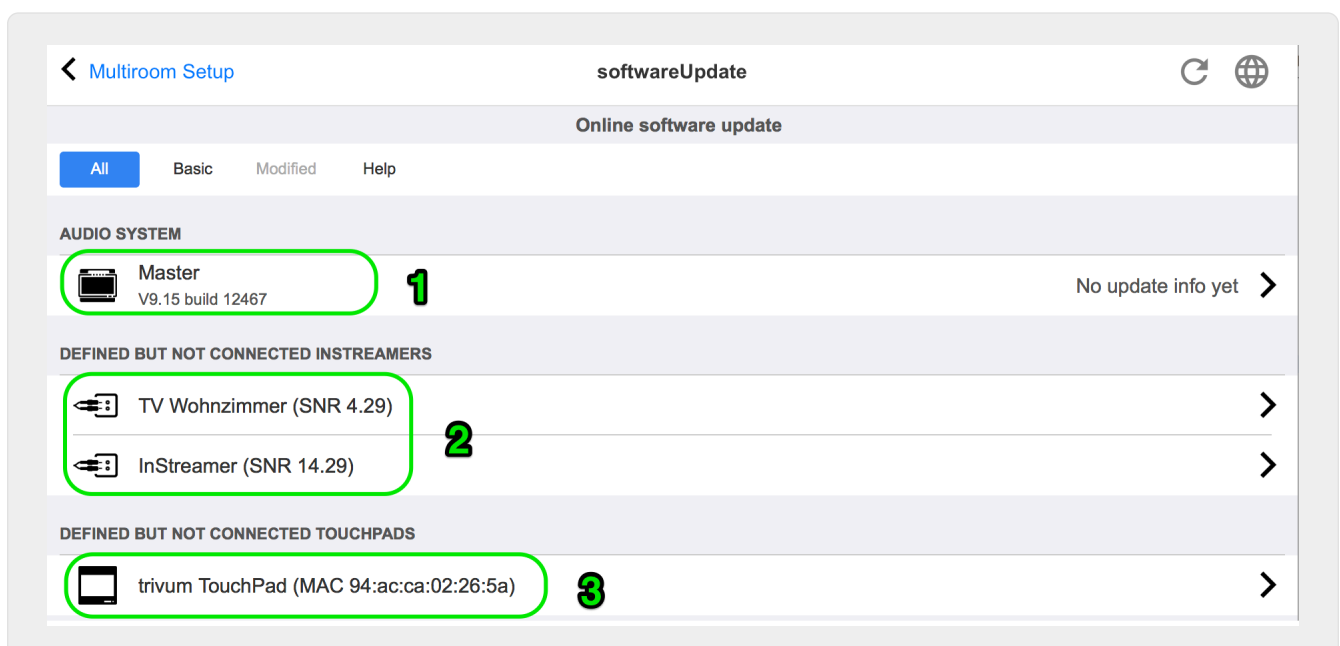 Multiroom Setup
softwareUpdate
Online software update
All Basic Modified Help
AUDIO SYSTEM
Master
V9.15 build 12467
1
No update info yet
DEFINED BUT NOT CONNECTED INSTREAMERS
TV Wohnzimmer (SNR 4.29)
2
InStreamer (SNR 14.29)
DEFINED BUT NOT CONNECTED TOUCHPADS
trivum TouchPad (MAC 94:ac:ca:02:26:5a)
3